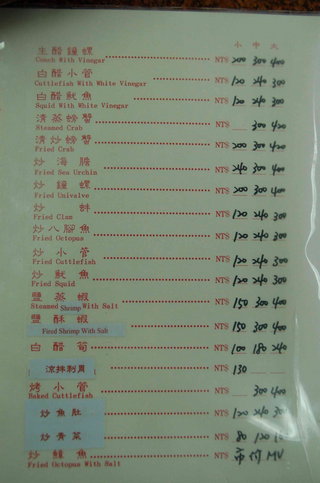 小 中 大
生醋鐘螺 NT$ 200 300 400
Conch With Vinegar
白醋小管 NT$ 120 240 300
Cuttlefish With White Vinegar
白醋魷魚 NT$ 120 240 300
Squid With White Vinegar
清蒸螃蟹 NT$ 300 420
Steamed Crab
清炒螃蟹 NT$ 200 300 420
Fried Crab
炒海膽 NT$ 240 300 400
Fried Sea Urchin
炒鐘螺 NT$ 200 300 400
Fried Univalve
炒蚌 NT$ 120 240 300
Fried Clam
炒八腳魚 NT$ 120 240 300
Fried Octopus
炒小管 NT$ 120 240 300
Fried Cuttlefish
炒魷魚 NT$ 120 240 300
Fried Squid
鹽蒸蝦 NT$ 150 300 400
Steamed Shrimp With Salt
鹽酥蝦 NT$ 150 300 400
Fired Shrimp With Salt
白醋筍 NT$ 100 180 240
涼拌刺蔥 NT$ 130
烤小管 NT$ 300 400
Baked Cuttlefish
炒魚肚 NT$ 120 240 300
炒青菜 NT$ 80 120
炒鱆魚 NT$
Fried Octopus With Salt